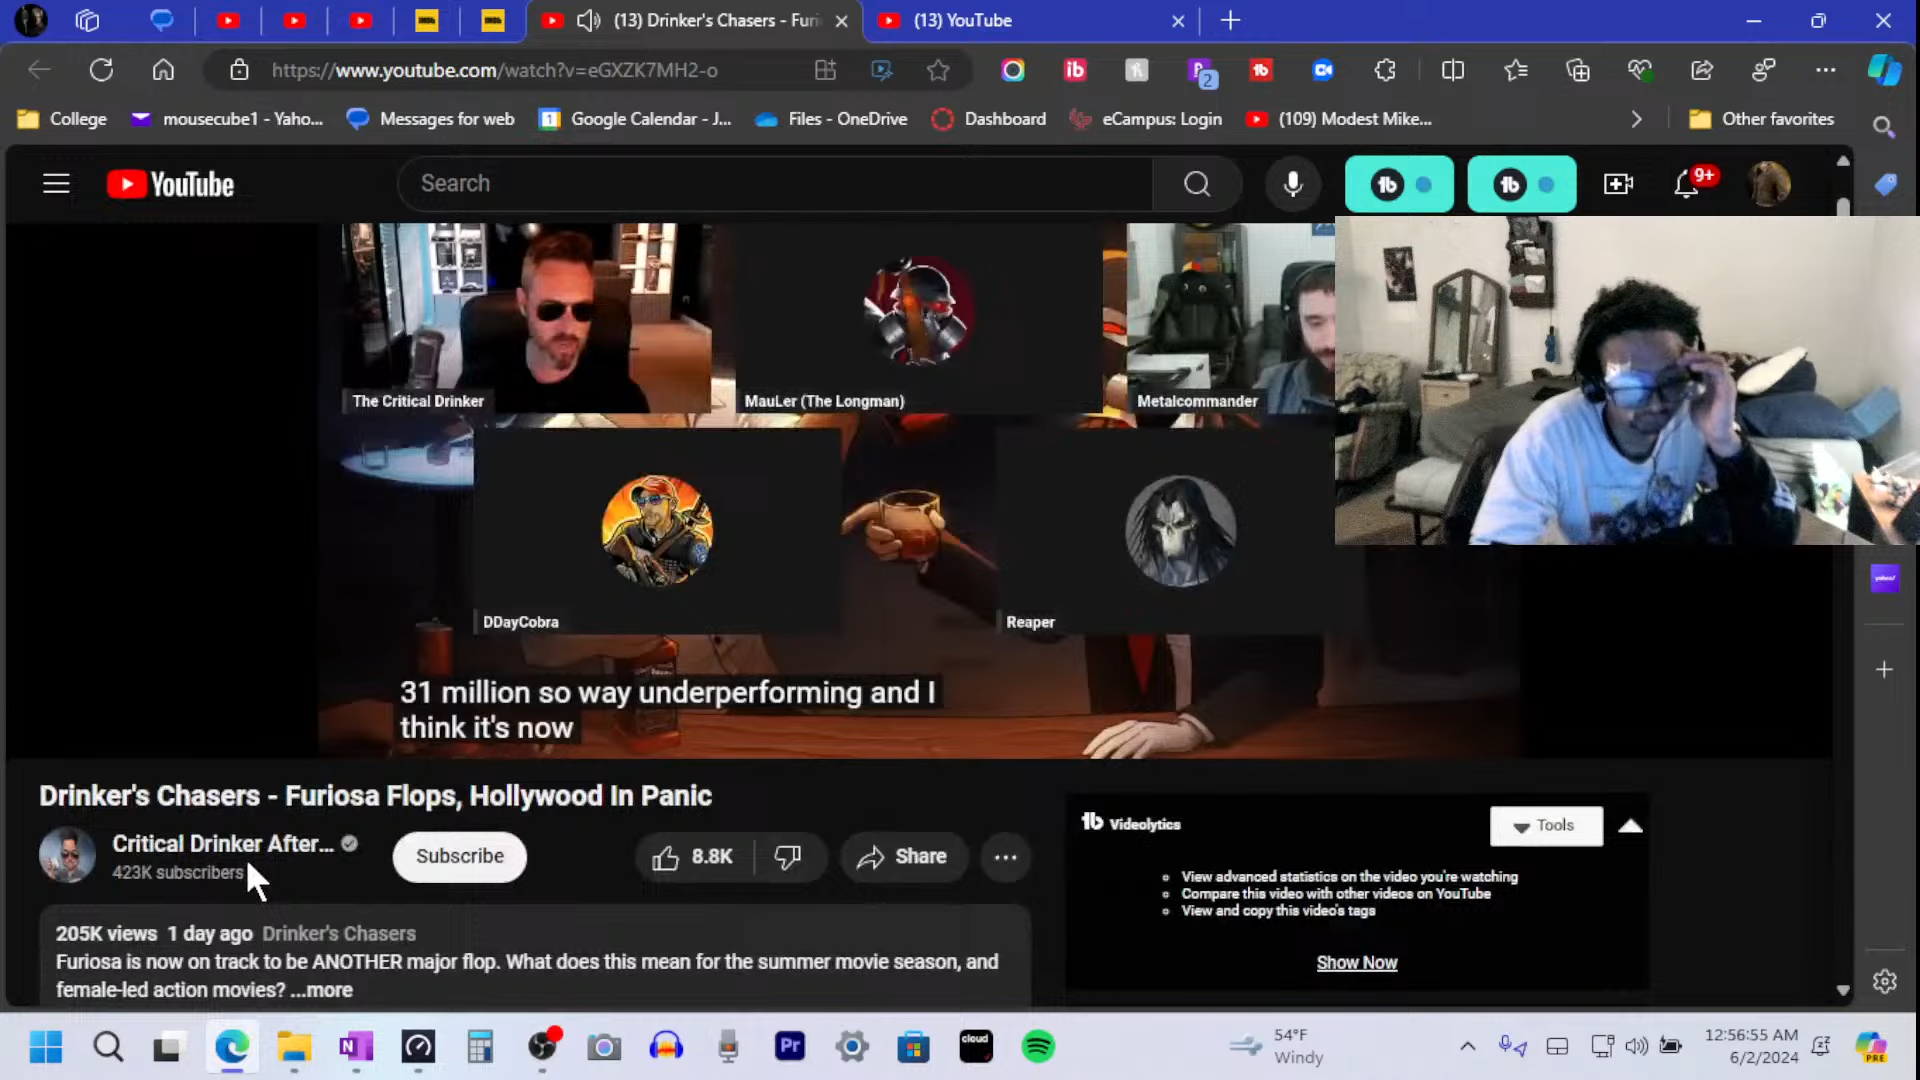 (13) Drinker's Chasers - Furi
(13) YouTube
https://www.youtube.com/watch?v=eGXZK7MH2-o
2
College
mousecube1 - Yaho...
Messages for web
Google Calendar - J...
Files - OneDrive
Dashboard
eCampus: Login
(109) Modest Mike...
Other favorites
YouTube
Search
9+
The Critical Drinker
MauLer (The Longman)
Metalcommander
DDayCobra
Reaper
31 million so way underperforming and I
think it's now
Drinker's Chasers - Furiosa Flops, Hollywood In Panic
Critical Drinker After...
423K subscribers
Subscribe
8.8K
Share
Videolytics
Tools
View advanced statistics on the video you're watching
Compare this video with other videos on YouTube
View and copy this video's tags
Show Now
205K views 1 day ago Drinker's Chasers
Furiosa is now on track to be ANOTHER major flop. What does this mean for the summer movie season, and
female-led action movies? ...more
54°F
Windy
12:56:55 AM
6/2/2024